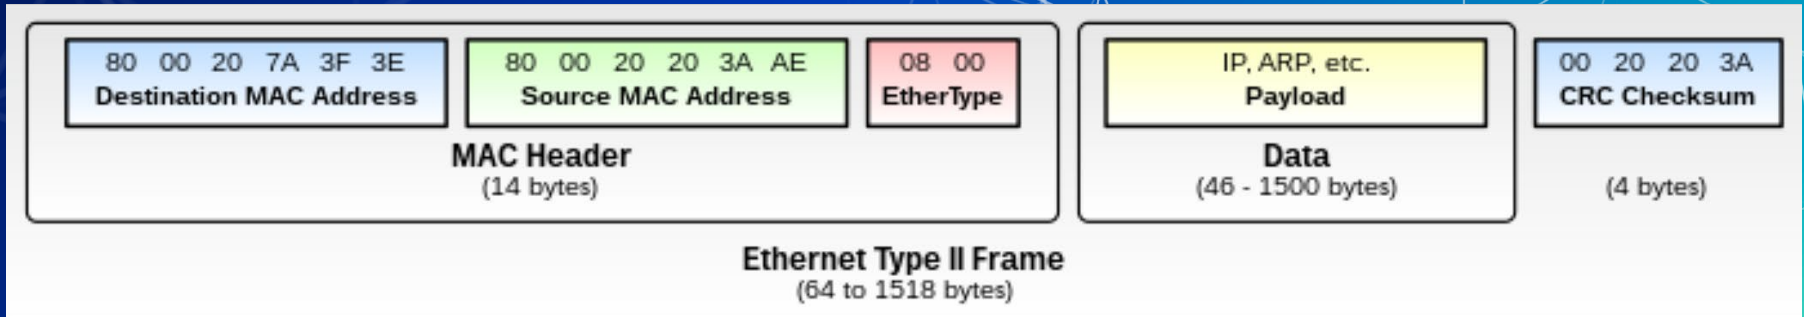 80 00 20 7A 3F 3E
Destination MAC Address
80 00 20 20 3A AE
Source MAC Address
08 00
EtherType
MAC Header
(14 bytes)
IP, ARP, etc.
Payload
Data
(46 - 1500 bytes)
00 20 20 3A
CRC Checksum
(4 bytes)
Ethernet Type II Frame
(64 to 1518 bytes)